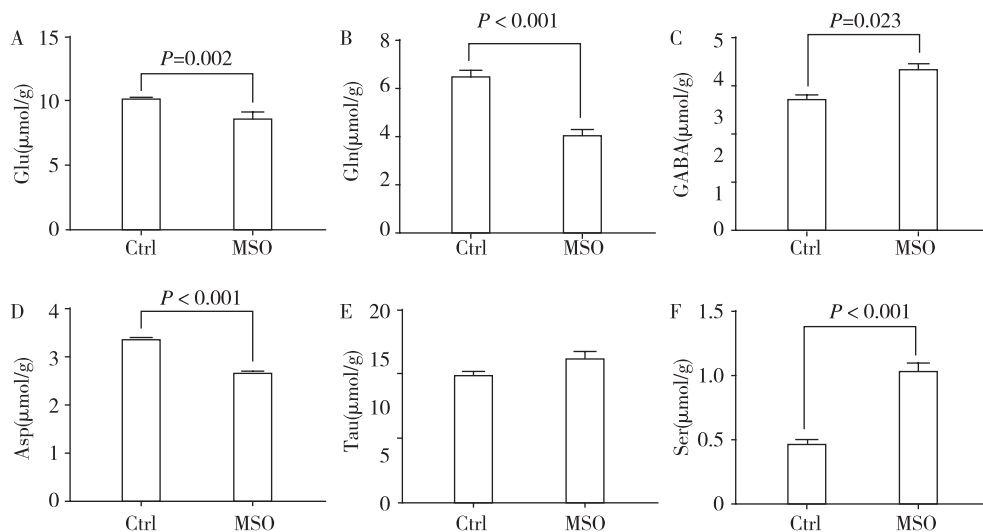 A
Glu(μmol/g)
15
10
5
0
P=0.002
Ctrl
MSO
B
Gln(μmol/g)
8
6
4
2
0
P < 0.001
Ctrl
MSO
C
GABA(μmol/g)
5
4
3
2
1
0
P=0.023
Ctrl
MSO
D
Asp(μmol/g)
4
3
2
1
0
P < 0.001
Ctrl
MSO
E
Tau(μmol/g)
20
15
10
5
0
Ctrl
MSO
F
Ser(μmol/g)
1.5
1.0
0.5
0
P < 0.001
Ctrl
MSO